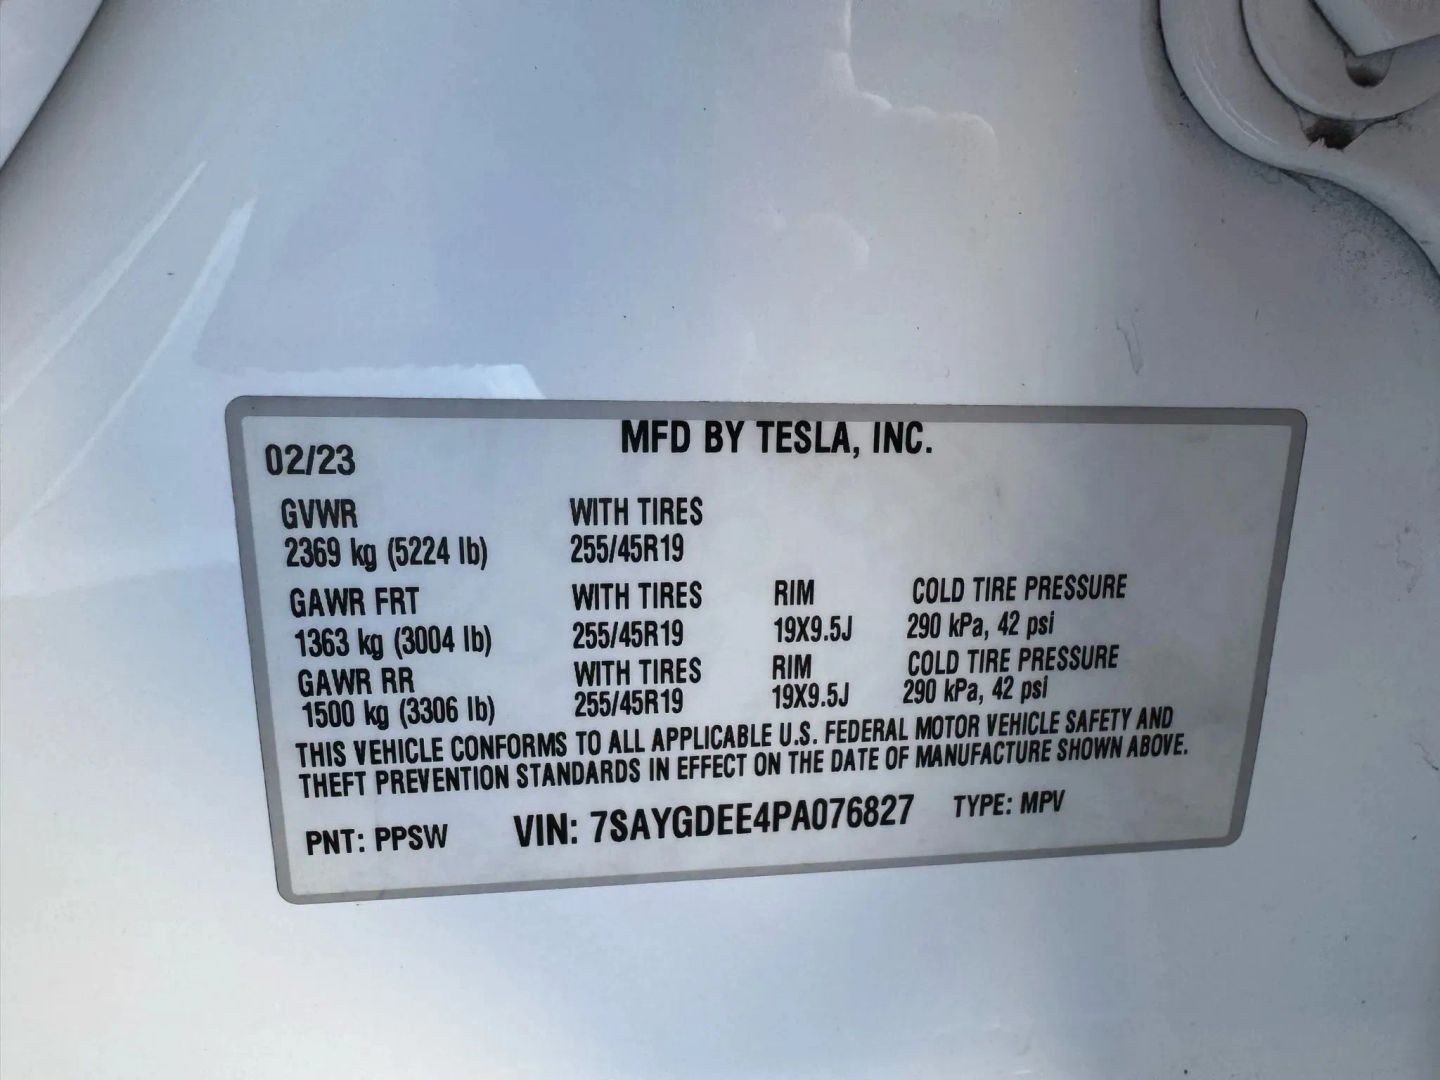 MFD BY TESLA, INC.
02/23
GVWR WITH TIRES
2369 kg (5224 lb) 255/45R19
GAWR FRT WITH TIRES RIM COLD TIRE PRESSURE
1363 kg (3004 lb) 255/45R19 19X9.5J 290 kPa, 42 psi
GAWR RR WITH TIRES RIM COLD TIRE PRESSURE
1500 kg (3306 lb) 255/45R19 19X9.5J 290 kPa, 42 psi
THIS VEHICLE CONFORMS TO ALL APPLICABLE U.S. FEDERAL MOTOR VEHICLE SAFETY AND
THEFT PREVENTION STANDARDS IN EFFECT ON THE DATE OF MANUFACTURE SHOWN ABOVE.
PNT: PPSW VIN: 7SAYGDEE4PA076827 TYPE: MPV